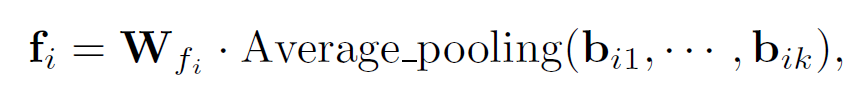 f_i = W_{f_i} · Average_pooling(b_{i1}, ⋯ , b_{ik}),